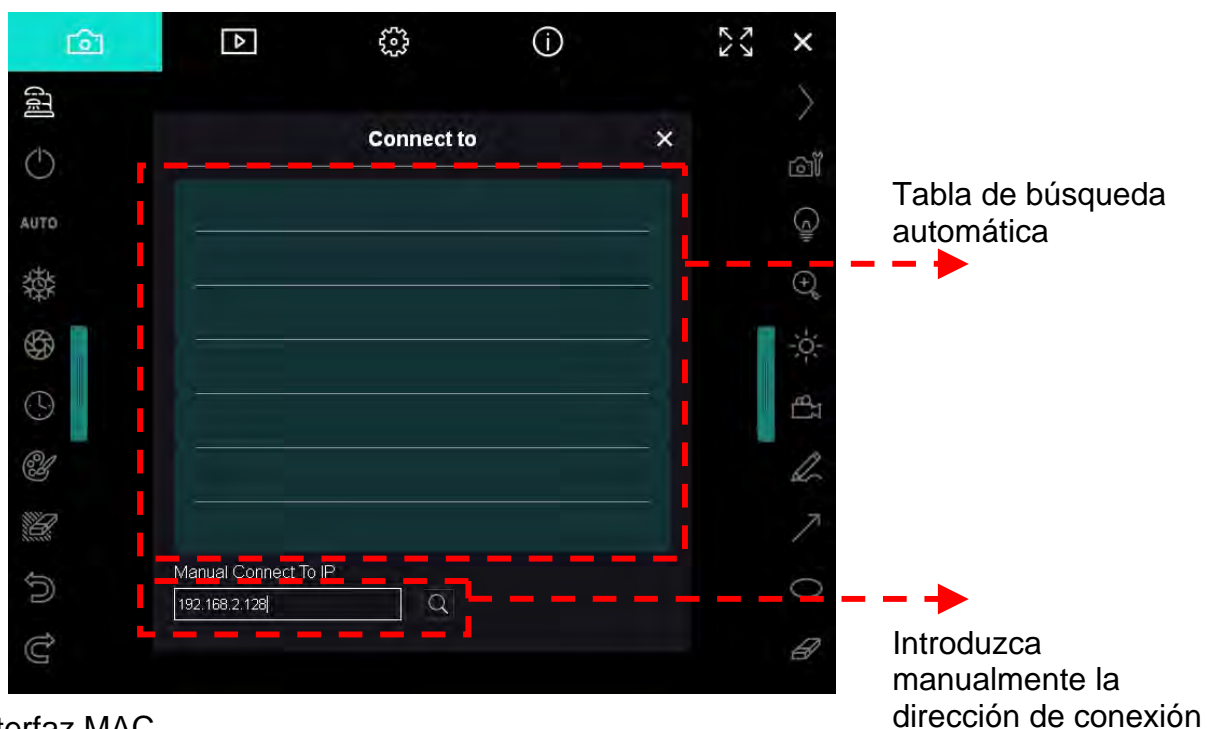 Connect to
AUTO
Tabla de búsqueda
automática
Manual Connect To IP
192.168.2.128
Introduzca
manualmente la
dirección de conexión
terfaz MAC